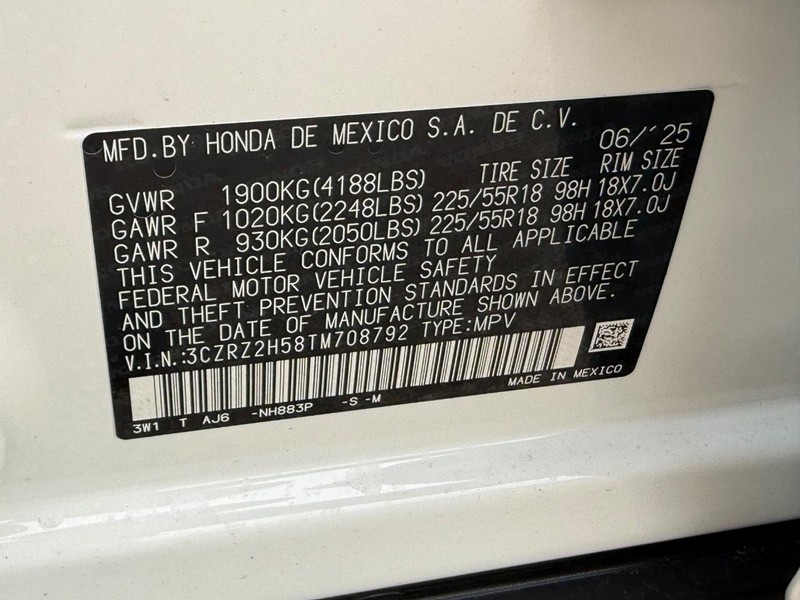 MFD.BY HONDA DE MEXICO S.A. DE C.V. 06/'25
TIRE SIZE RIM SIZE
GVWR 1900KG(4188LBS)
GAWR F 1020KG(2248LBS) 225/55R18 98H 18X7.0J
GAWR R 930KG(2050LBS) 225/55R18 98H 18X7.0J
THIS VEHICLE CONFORMS TO ALL APPLICABLE
FEDERAL MOTOR VEHICLE SAFETY
AND THEFT PREVENTION STANDARDS IN EFFECT
ON THE DATE OF MANUFACTURE SHOWN ABOVE.
V.I.N.:3CZRZ2H58TM708792 TYPE:MPV
MADE IN MEXICO
3W1 T AJ6 -NH883P -S -M